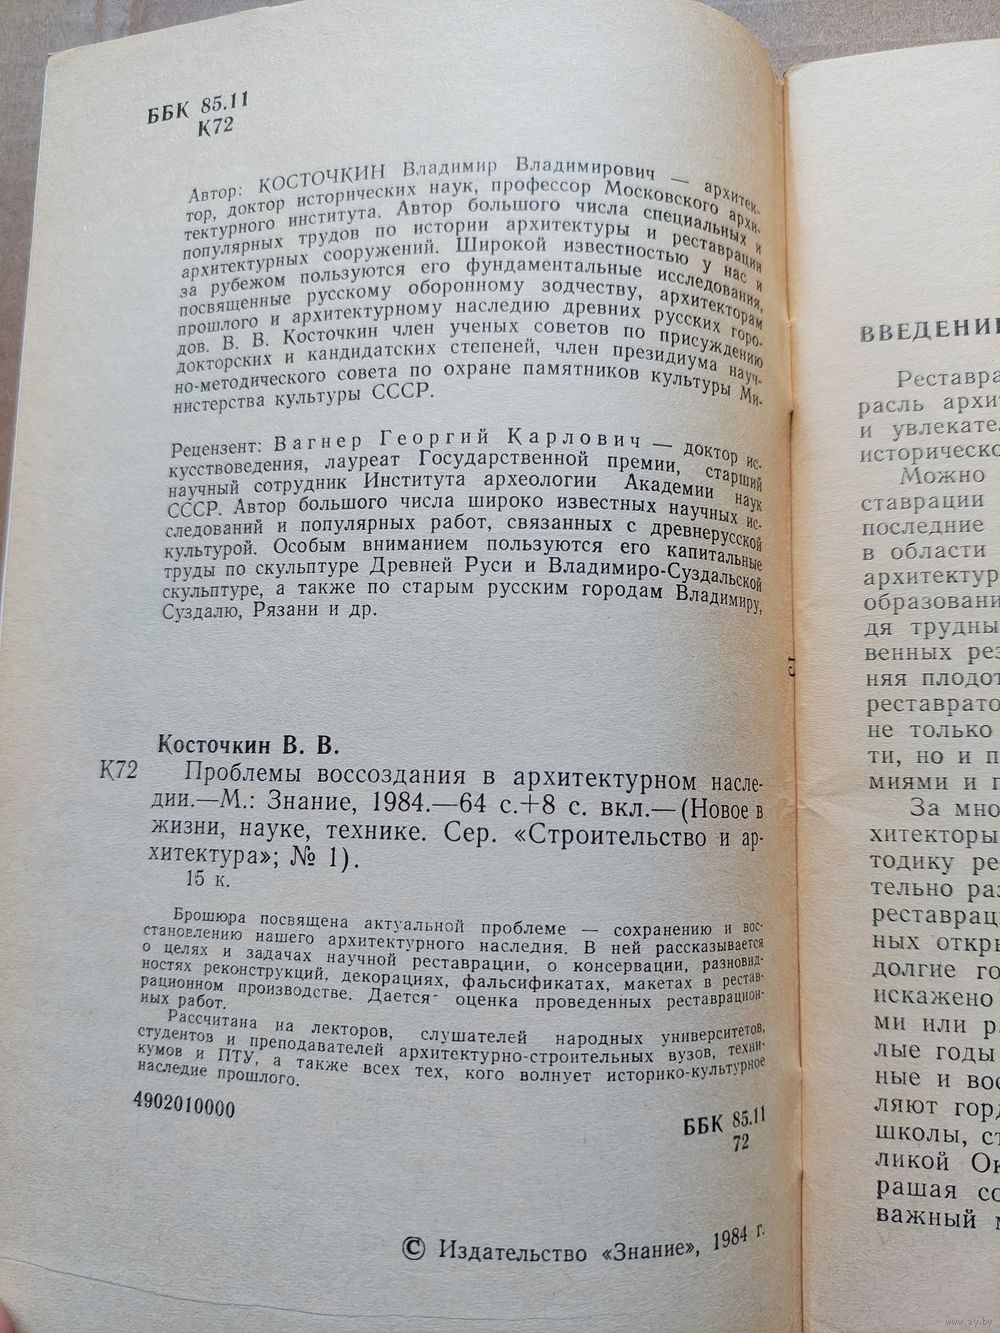 ББК 85.11
К72
Автор: КОСТОЧКИН Владимир Владимирович — архитек-
тор, доктор исторических наук, профессор Московского архи-
тектурного института. Автор большого числа специальных и
популярных трудов по истории архитектуры и реставрации
архитектурных сооружений. Широкой известностью у нас и
за рубежом пользуются его фундаментальные исследования,
посвященные русскому оборонному зодчеству, архитекторам
прошлого и архитектурному наследию древних русских горо-
дов. В. В. Косточкин член ученых советов по присуждению
докторских и кандидатских степеней, член президиума науч-
но-методического совета по охране памятников культуры Ми-
нистерства культуры СССР.
Рецензент: Вагнер Георгий Карлович — доктор ис-
кусствоведения, лауреат Государственной премии, старший
научный сотрудник Института археологии Академии наук
СССР. Автор большого числа широко известных научных ис-
следований и популярных работ, связанных с древнерусской
культурой. Особым вниманием пользуются его капитальные
труды по скульптуре Древней Руси и Владимиро-Суздальской
скульптуре, а также по старым русским городам Владимиру,
Суздалю, Рязани и др.
Косточкин В. В.
К72 Проблемы воссоздания в архитектурном насле-
дии.—М.: Знание, 1984.—64 с.+8 с. вкл.—(Новое в
жизни, науке, технике. Сер. «Строительство и ар-
хитектура»; № 1).
15 к.
Брошюра посвящена актуальной проблеме — сохранению и вос-
становлению нашего архитектурного наследия. В ней рассказывается
о целях и задачах научной реставрации, о консервации, разновид-
ностях реконструкций, декорациях, фальсификатах, макетах в рестав-
рационном производстве. Дается оценка проведенных реставрацион-
ных работ.
Рассчитана на лекторов, слушателей народных университетов,
студентов и преподавателей архитектурно-строительных вузов, техни-
кумов и ПТУ, а также всех тех, кого волнует историко-культурное
наследие прошлого.
4902010000
ББК 85.11
72
© Издательство «Знание», 1984 г.
ВВЕДЕНИ
Реставра
расль архи
и увлекате
историческо
Можно
ставрации
последние
в области
архитектур
образовани
дя трудны
венных рез
няя плодот
реставрато
не только
ти, но и п
миями и п
За мно
хитекторы
тодику ре
тельно раз
реставрац
ных откры
долгие го
искажено
ми или р
лые годы
ные и вос
ляют горд
школы, ст
ликой Ок
рашая со
важный м
www.ay.by